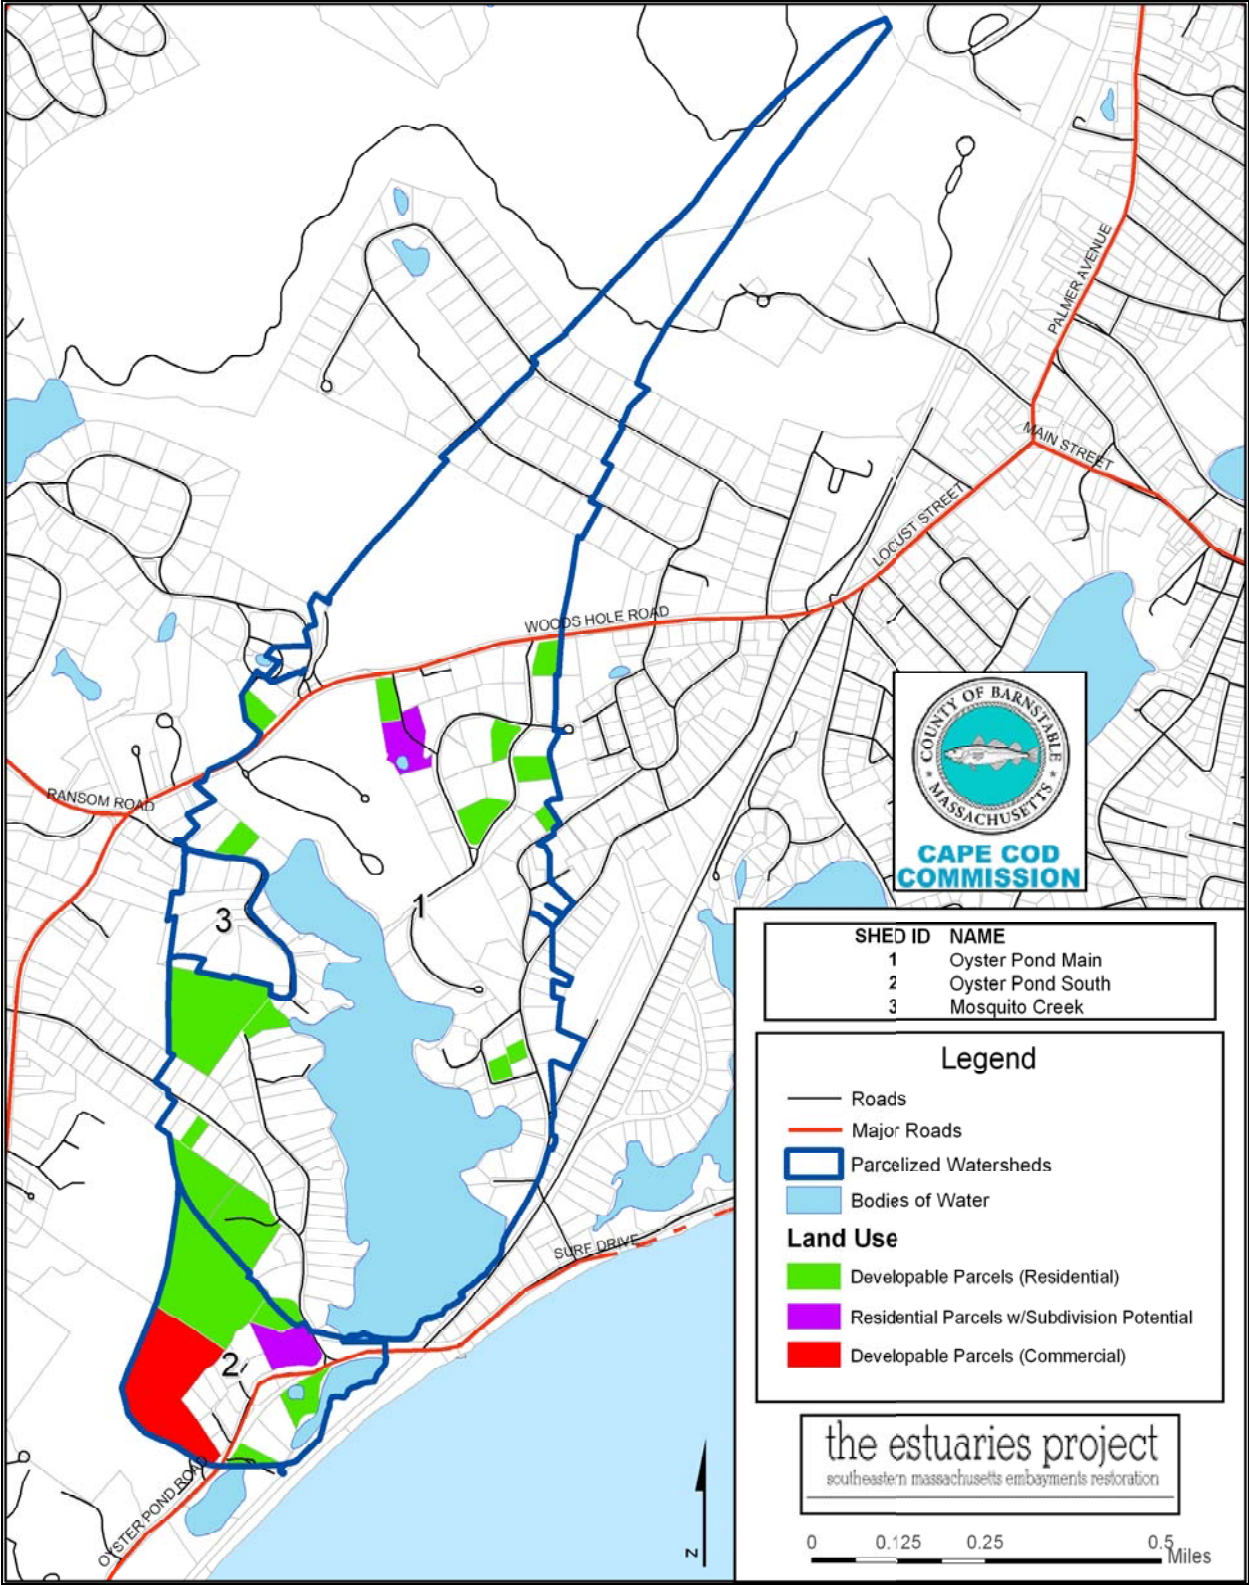 PALMER AVENUE
MAIN STREET
LOCUST STREET
WOODS HOLE ROAD
RANSOM ROAD
1
3
2
SURF DRIVE
OYSTER POND ROAD
COUNTY OF BARNSTABLE
MASSACHUSETTS
CAPE COD
COMMISSION
SHED ID NAME
1 Oyster Pond Main
2 Oyster Pond South
3 Mosquito Creek
Legend
Roads
Major Roads
Parcelized Watersheds
Bodies of Water
Land Use
Developable Parcels (Residential)
Residential Parcels w/Subdivision Potential
Developable Parcels (Commercial)
the estuaries project
southeastern massachusetts embayments restoration
N
0 0.125 0.25 0.5
Miles